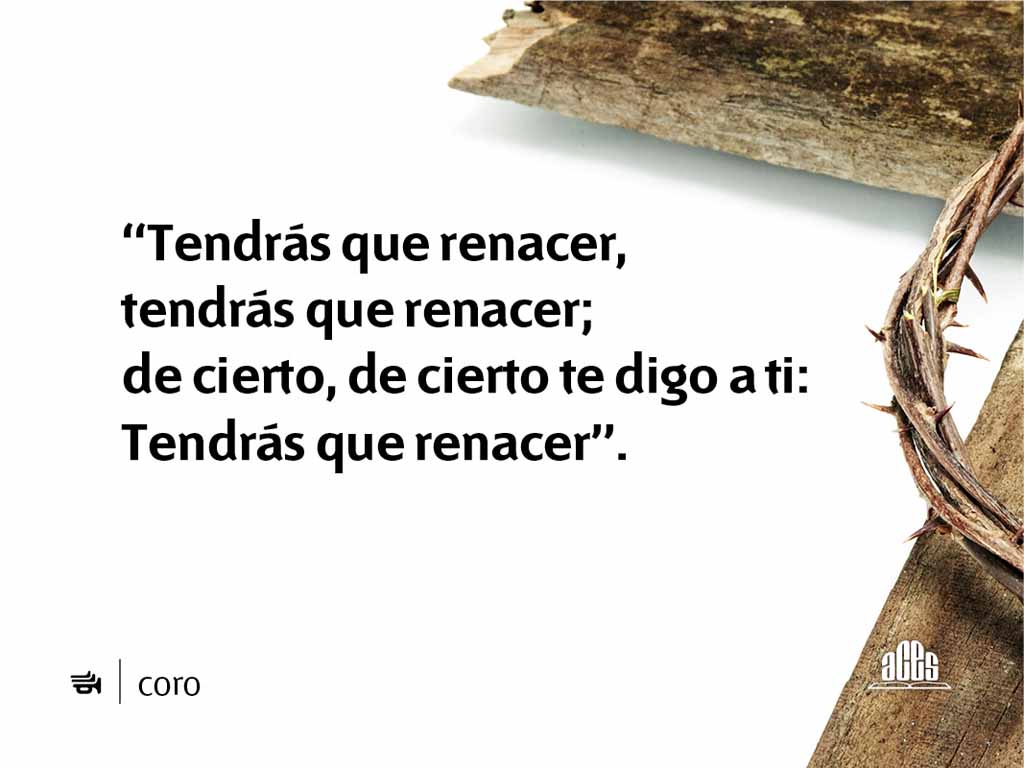 “Tendrás que renacer,
tendrás que renacer;
de cierto, de cierto te digo a ti:
Tendrás que renacer”.
coro
aces